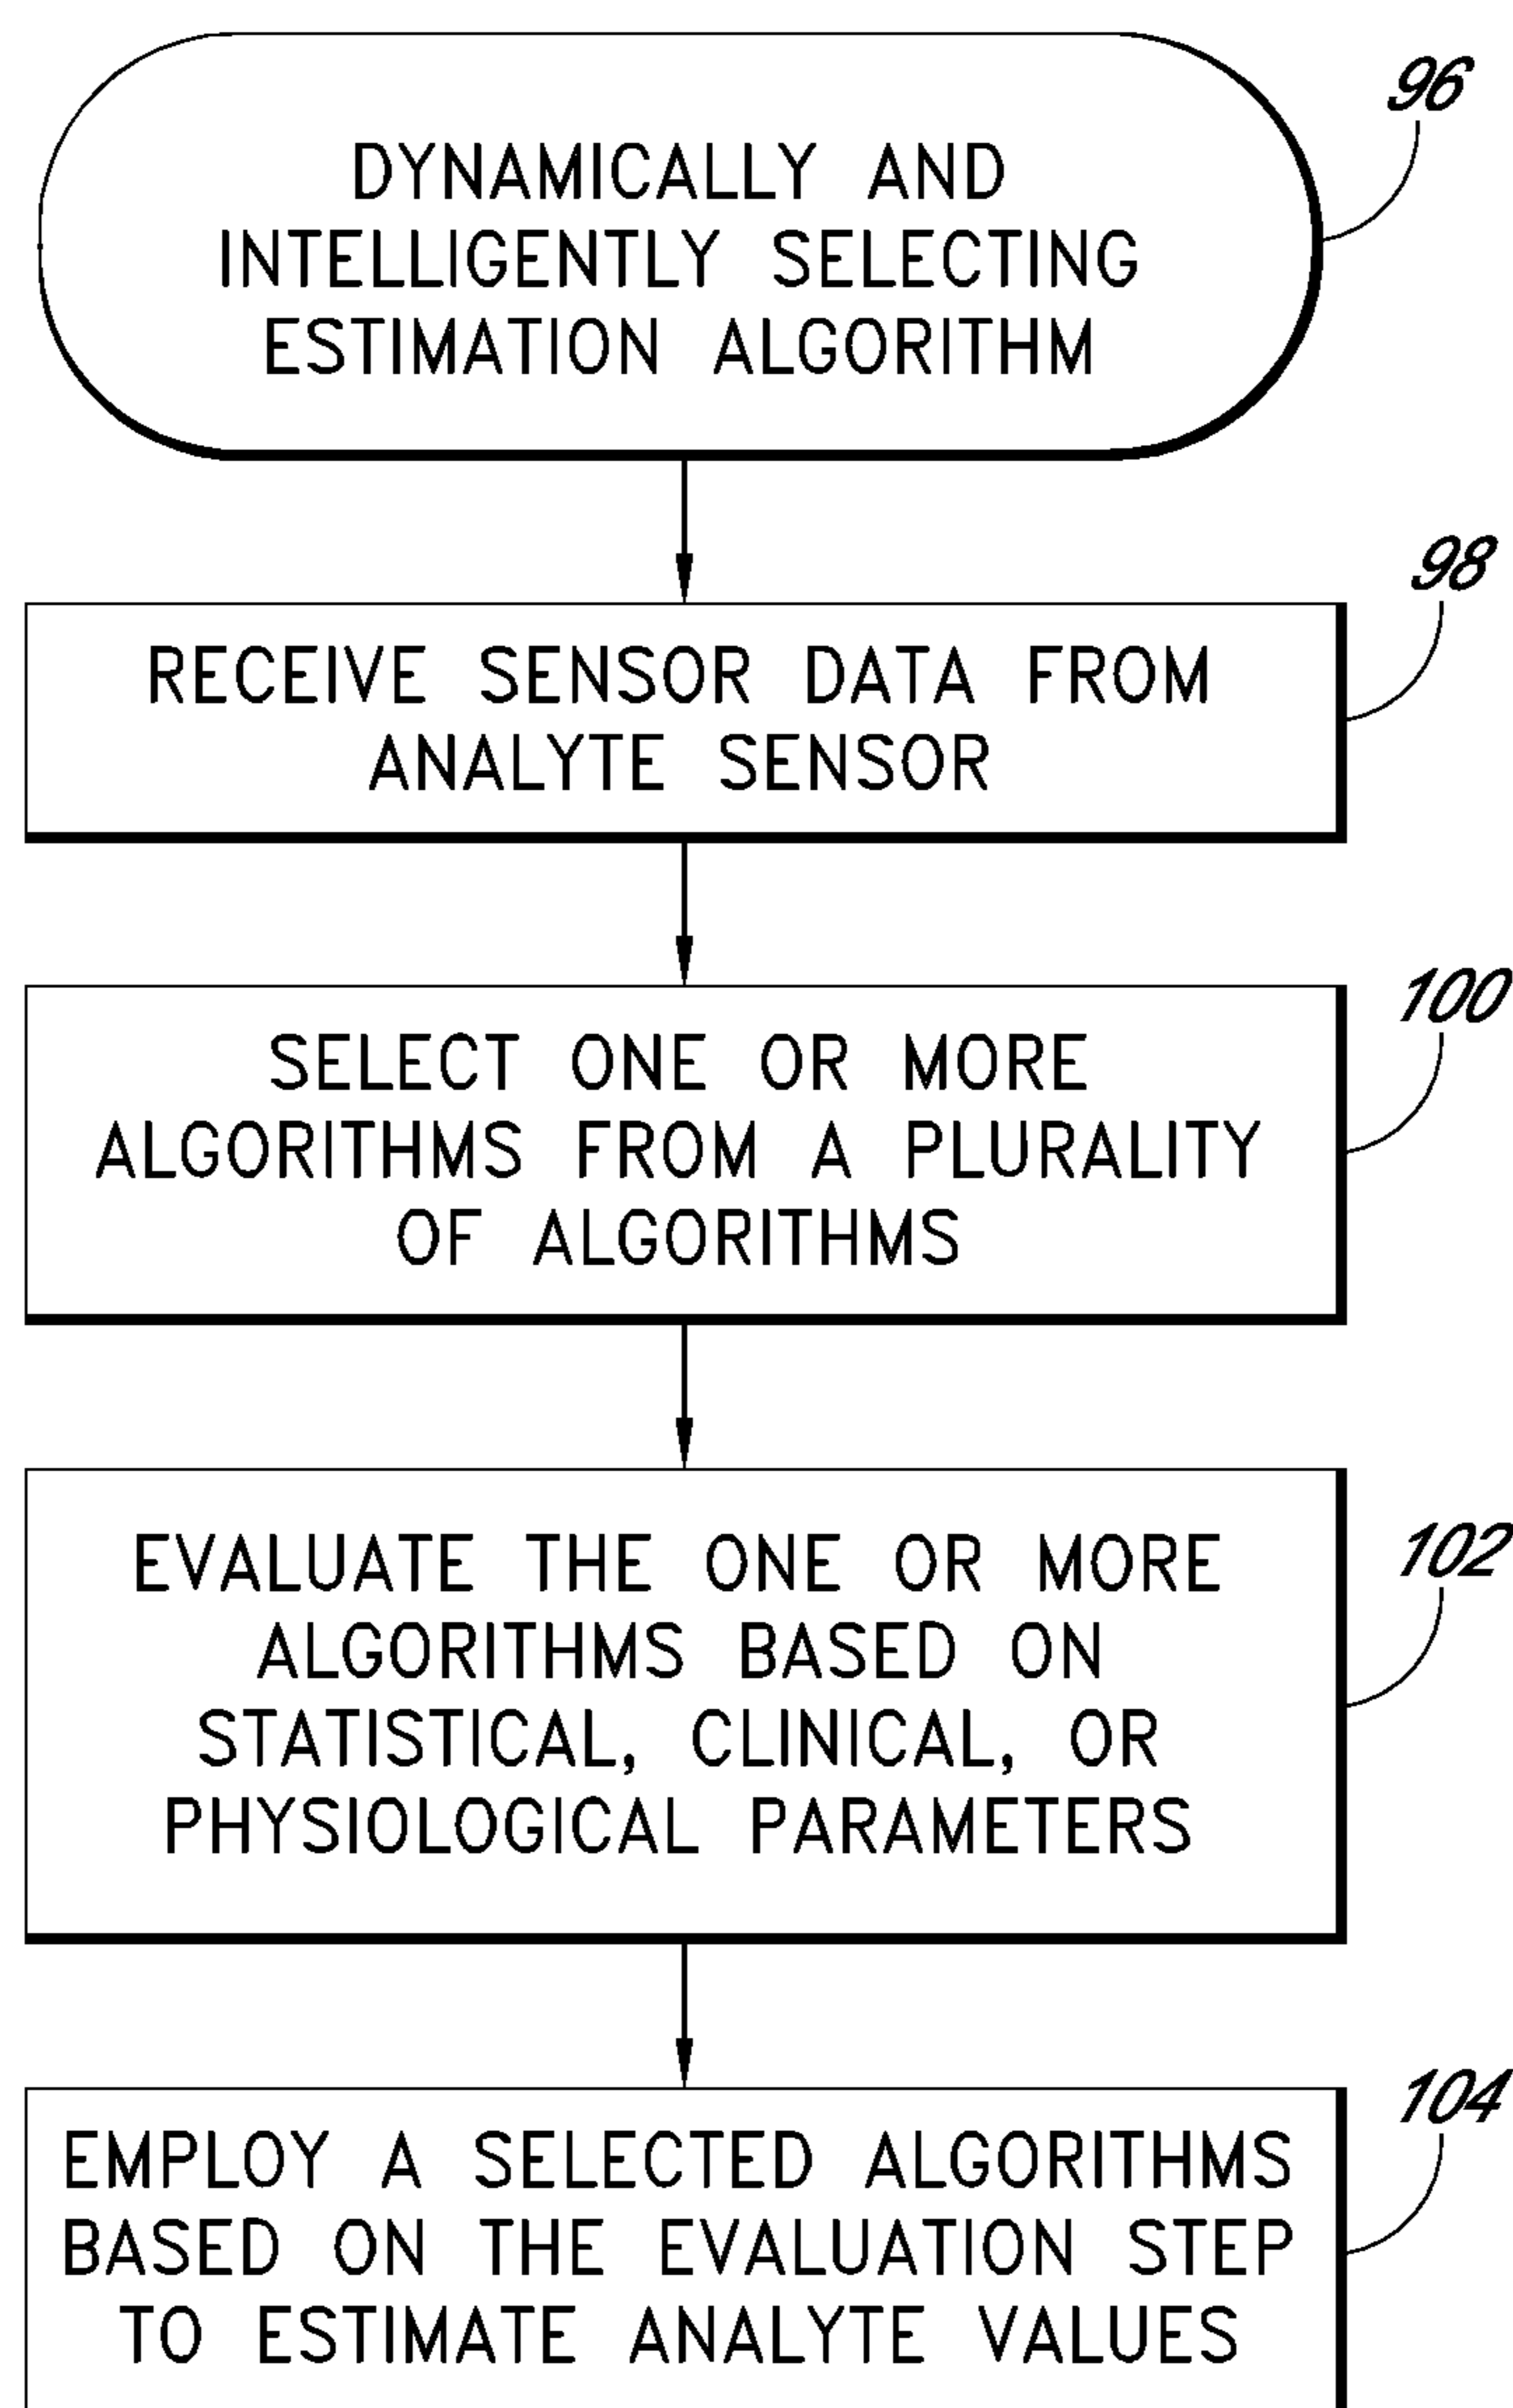 96
DYNAMICALLY AND
INTELLIGENTLY SELECTING
ESTIMATION ALGORITHM
98
RECEIVE SENSOR DATA FROM
ANALYTE SENSOR
100
SELECT ONE OR MORE
ALGORITHMS FROM A PLURALITY
OF ALGORITHMS
102
EVALUATE THE ONE OR MORE
ALGORITHMS BASED ON
STATISTICAL, CLINICAL, OR
PHYSIOLOGICAL PARAMETERS
104
EMPLOY A SELECTED ALGORITHMS
BASED ON THE EVALUATION STEP
TO ESTIMATE ANALYTE VALUES